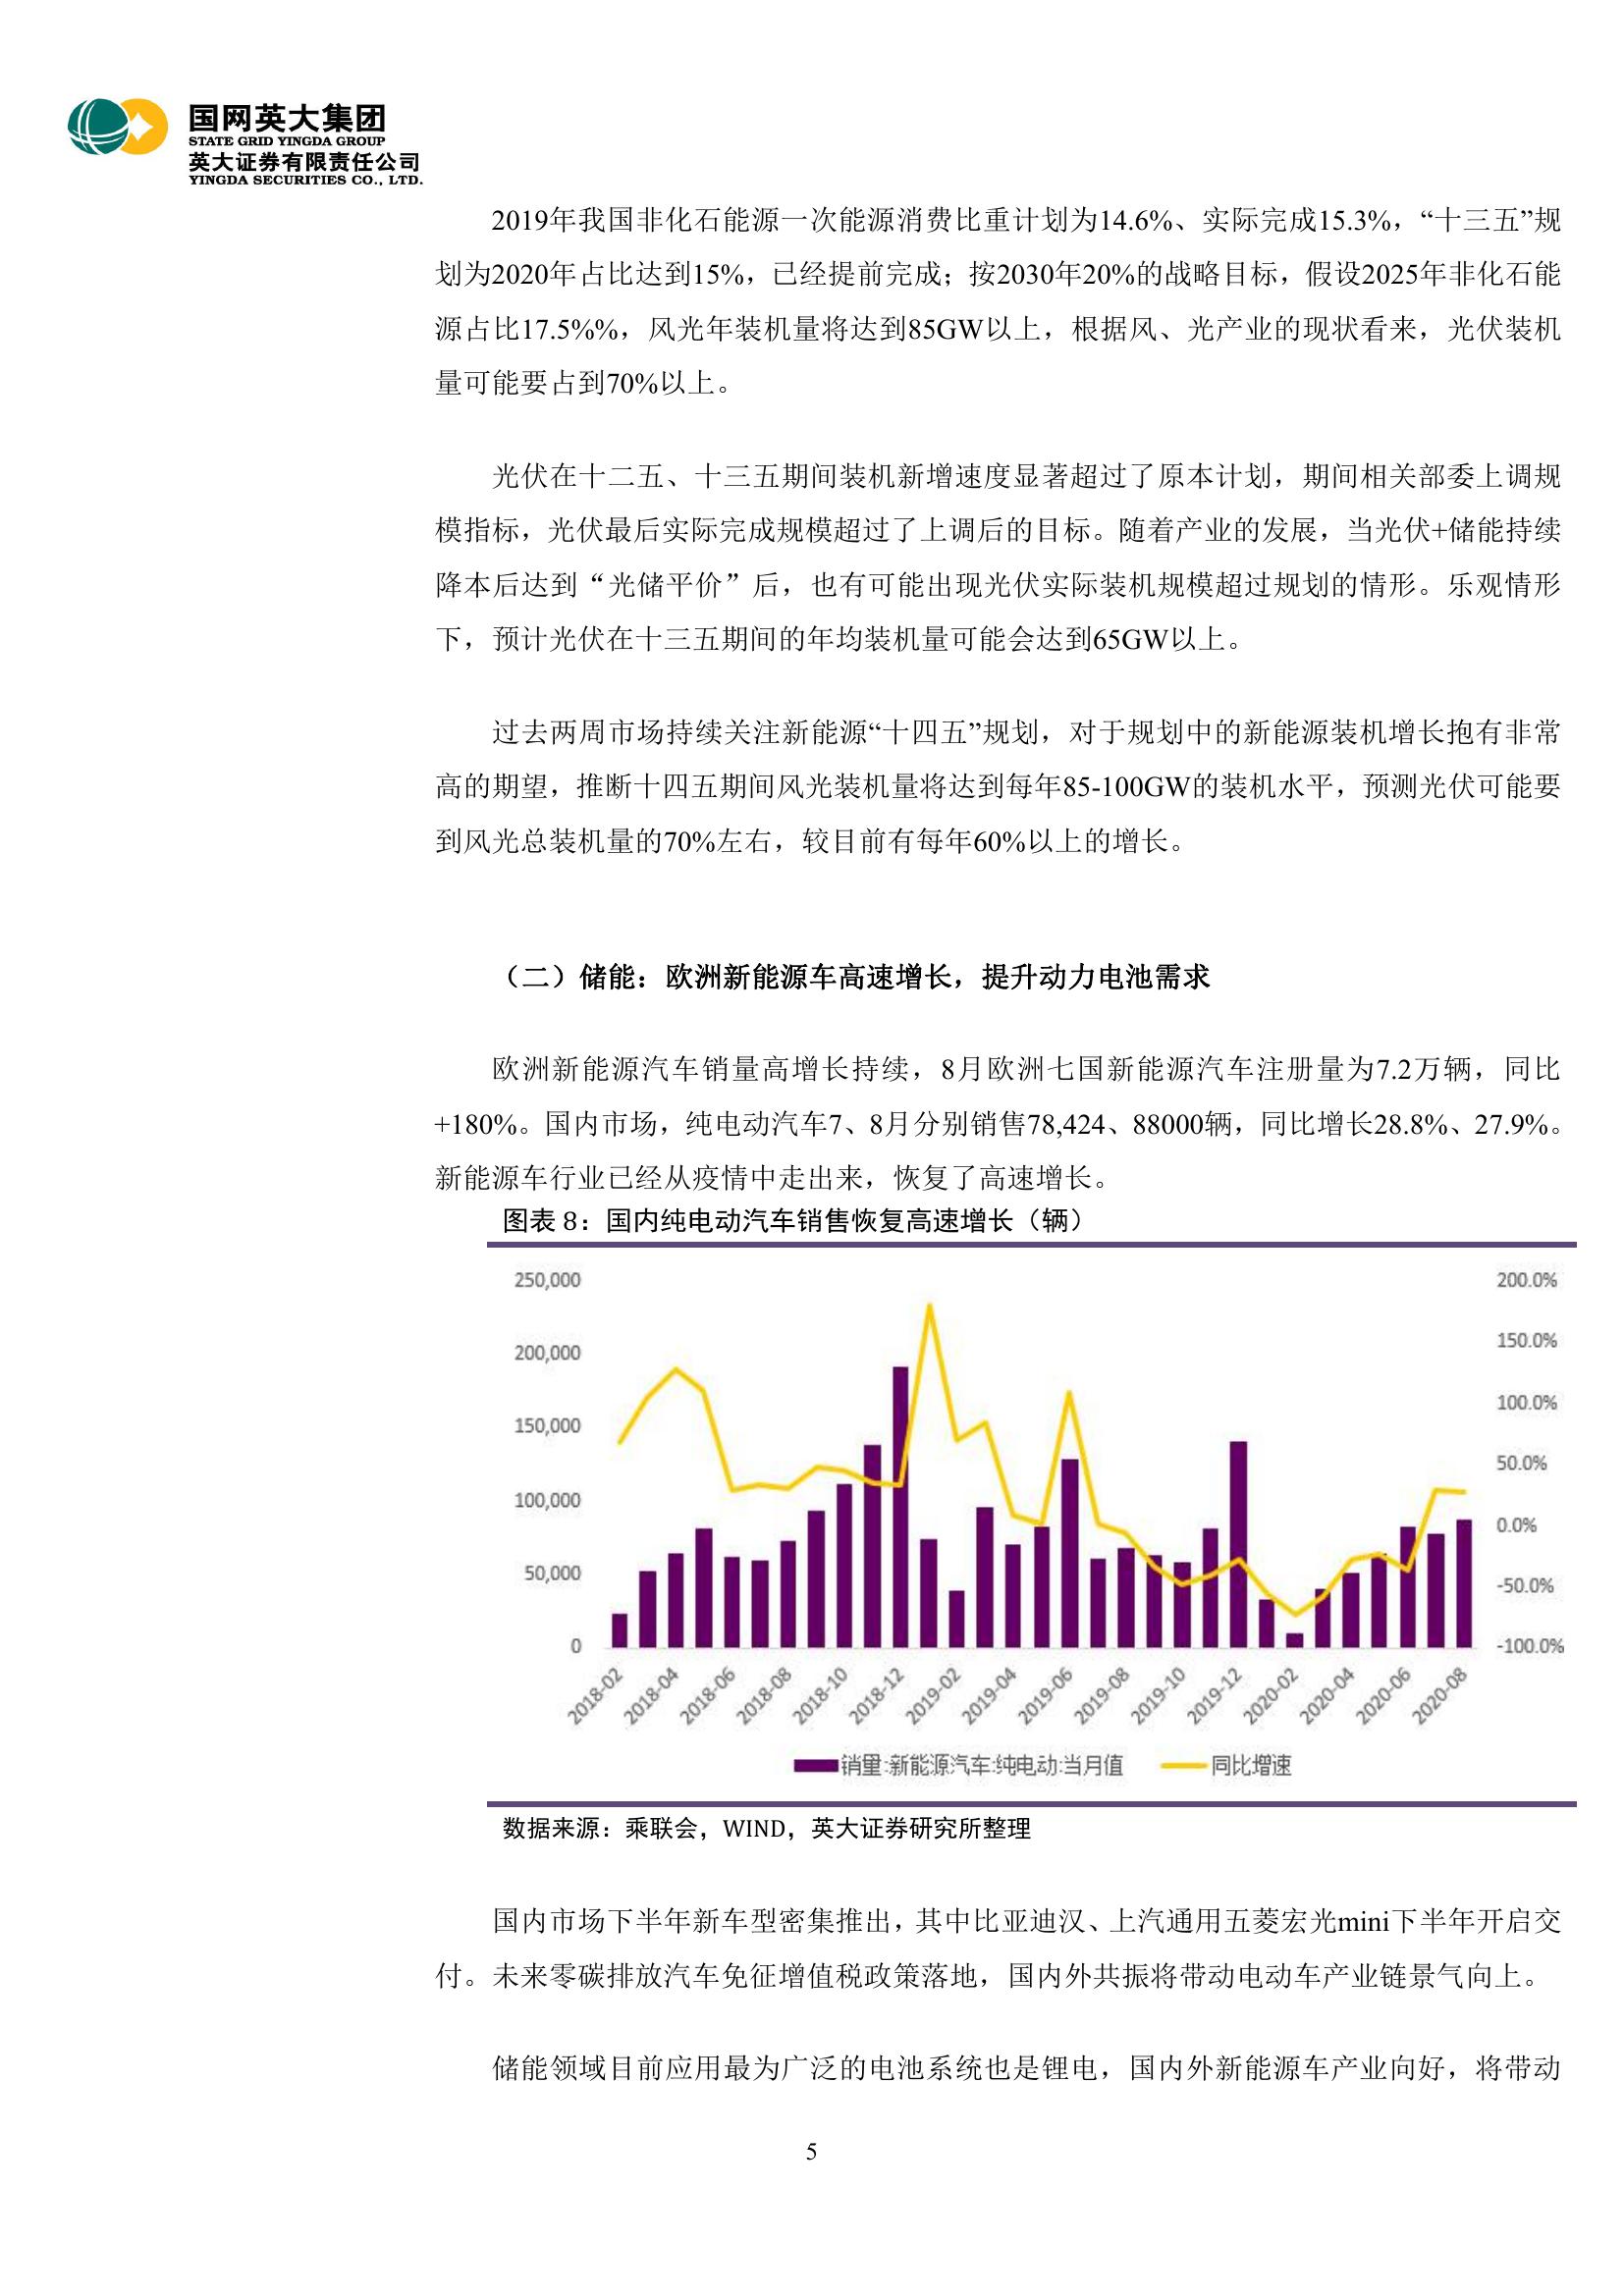 国网英大集团
STATE GRID YINGDA GROUP
英大证券有限责任公司
YINGDA SECURITIES CO., LTD.
2019年我国非化石能源一次能源消费比重计划为14.6%、实际完成15.3%，“十三五”规
划为2020年占比达到15%，已经提前完成；按2030年20%的战略目标，假设2025年非化石能
源占比17.5%%，风光年装机量将达到85GW以上，根据风、光产业的现状看来，光伏装机
量可能要占到70%以上。
光伏在十二五、十三五期间装机新增速度显著超过了原本计划，期间相关部委上调规
模指标，光伏最后实际完成规模超过了上调后的目标。随着产业的发展，当光伏+储能持续
降本后达到“光储平价”后，也有可能出现光伏实际装机规模超过规划的情形。乐观情形
下，预计光伏在十三五期间的年均装机量可能会达到65GW以上。
过去两周市场持续关注新能源“十四五”规划，对于规划中的新能源装机增长抱有非常
高的期望，推断十四五期间风光装机量将达到每年85-100GW的装机水平，预测光伏可能要
到风光总装机量的70%左右，较目前有每年60%以上的增长。
（二）储能：欧洲新能源车高速增长，提升动力电池需求
欧洲新能源汽车销量高增长持续，8月欧洲七国新能源汽车注册量为7.2万辆，同比
+180%。国内市场，纯电动汽车7、8月分别销售78,424、88000辆，同比增长28.8%、27.9%。
新能源车行业已经从疫情中走出来，恢复了高速增长。
图表 8：国内纯电动汽车销售恢复高速增长（辆）
250,000
200,000
150,000
100,000
50,000
0
200.0%
150.0%
100.0%
50.0%
0.0%
-50.0%
-100.0%
2018-02
2018-04
2018-06
2018-08
2018-10
2018-12
2019-02
2019-04
2019-06
2019-08
2019-10
2019-12
2020-02
2020-04
2020-06
2020-08
销量:新能源汽车:纯电动:当月值
同比增速
数据来源：乘联会，WIND，英大证券研究所整理
国内市场下半年新车型密集推出，其中比亚迪汉、上汽通用五菱宏光mini下半年开启交
付。未来零碳排放汽车免征增值税政策落地，国内外共振将带动电动车产业链景气向上。
储能领域目前应用最为广泛的电池系统也是锂电，国内外新能源车产业向好，将带动
5